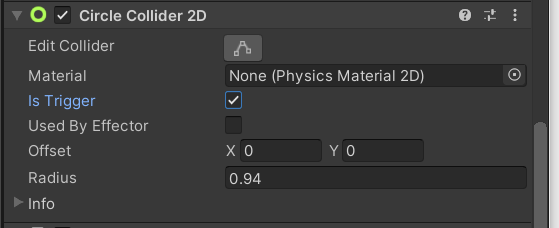 Circle Collider 2D
Edit Collider
Material None (Physics Material 2D)
Is Trigger
Used By Effector
Offset X 0 Y 0
Radius 0.94
Info